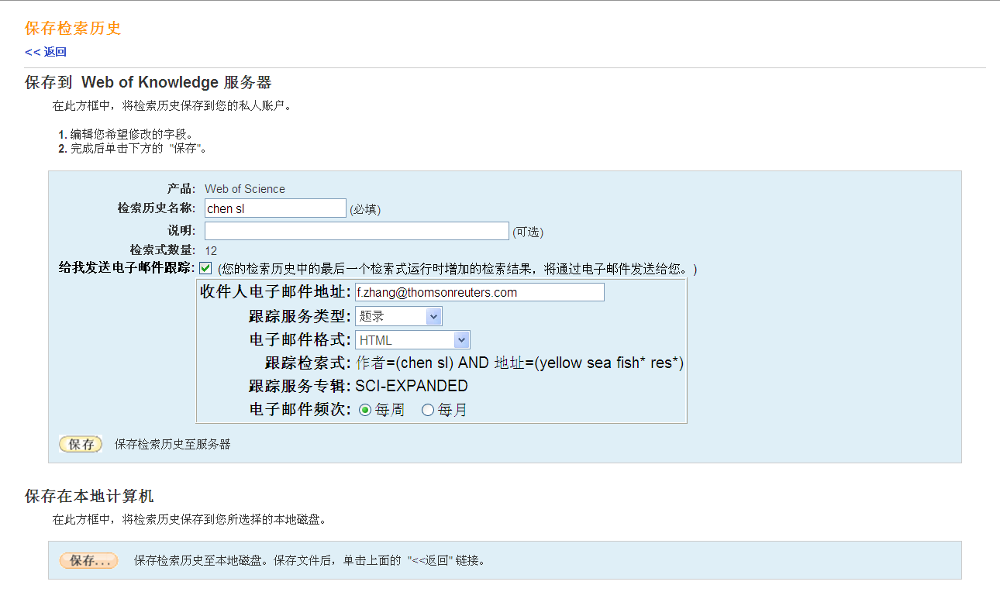 保存检索历史
<< 返回
保存到 Web of Knowledge 服务器
在此方框中，将检索历史保存到您的私人账户。
1. 编辑您希望修改的字段。
2. 完成后单击下方的 "保存"。
产品: Web of Science
检索历史名称: chen sl (必填)
说明: (可选)
检索式数量: 12
给我发送电子邮件跟踪: (您的检索历史中的最后一个检索式运行时增加的检索结果，将通过电子邮件发送给您。)
收件人电子邮件地址: f.zhang@thomsonreuters.com
跟踪服务类型: 题录
电子邮件格式: HTML
跟踪检索式: 作者=(chen sl) AND 地址=(yellow sea fish* res*)
跟踪服务专辑: SCI-EXPANDED
电子邮件频次: 每周 每月
保存 保存检索历史至服务器
保存在本地计算机
在此方框中，将检索历史保存到您所选择的本地磁盘。
保存... 保存检索历史至本地磁盘。保存文件后，单击上面的 "<<返回" 链接。